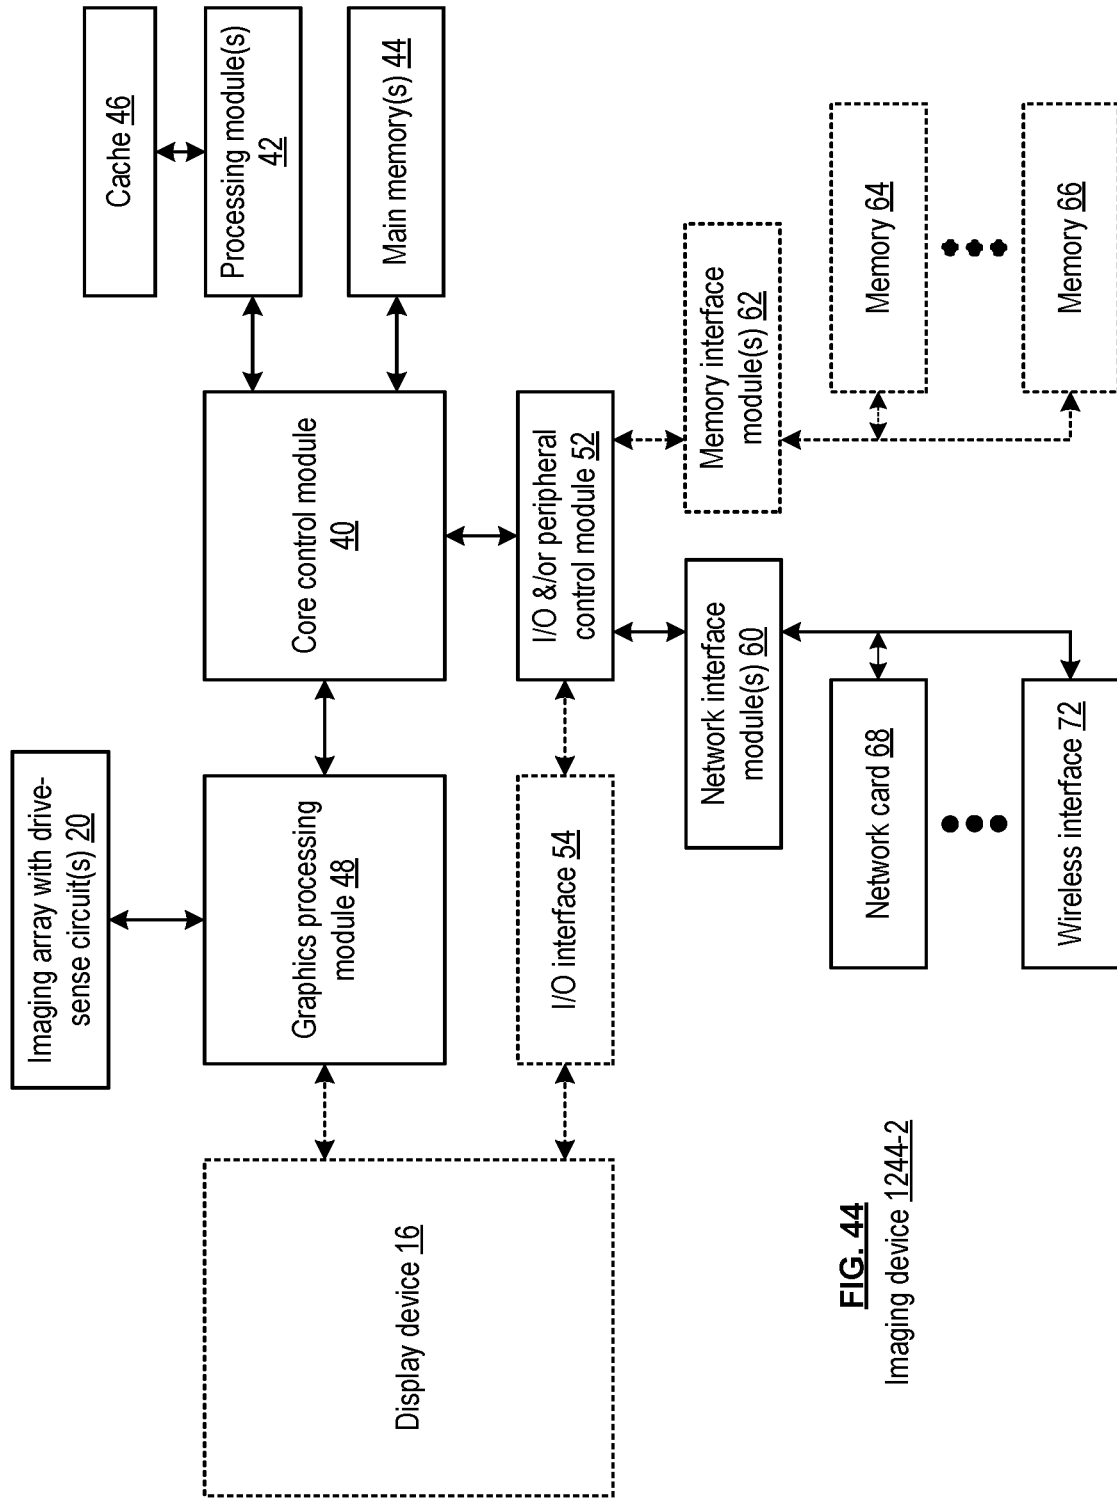 Imaging array with drive-
sense circuit(s) 20
Display device 16
Graphics processing
module 48
Core control module
40
Cache 46
Processing module(s)
42
Main memory(s) 44
I/O interface 54
I/O &/or peripheral
control module 52
Network interface
module(s) 60
Memory interface
module(s) 62
Network card 68
Wireless interface 72
Memory 64
Memory 66
FIG. 44
Imaging device 1244-2